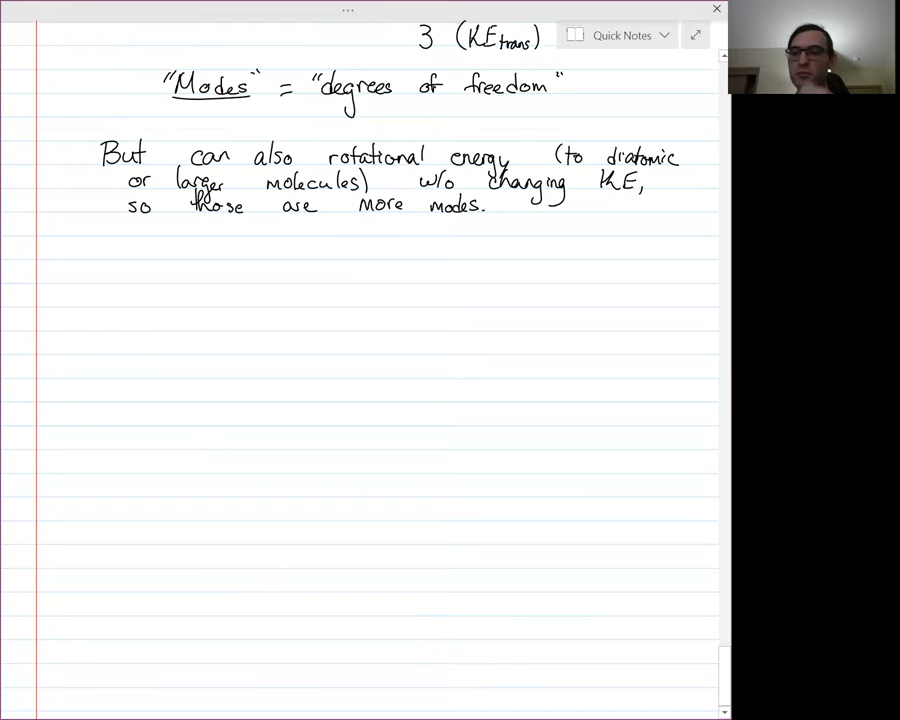 3 (KEtrans)
Quick Notes
"Modes" = "degrees of freedom"
But can also rotational energy (to diatomic
or larger molecules) w/o changing KE,
so those are more modes.